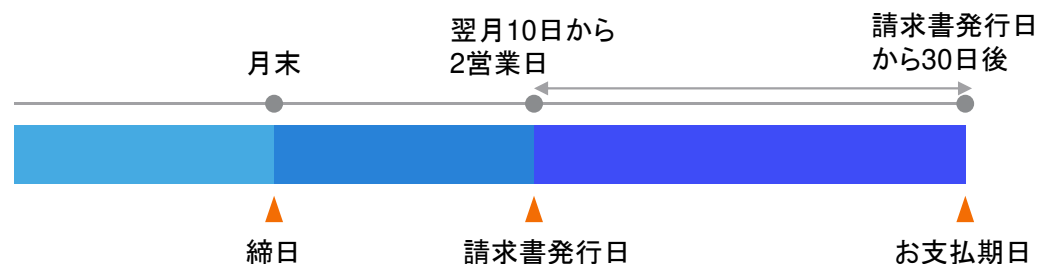 月末
翌月10日から
2営業日
請求書発行日
から30日後
締日
請求書発行日
お支払期日